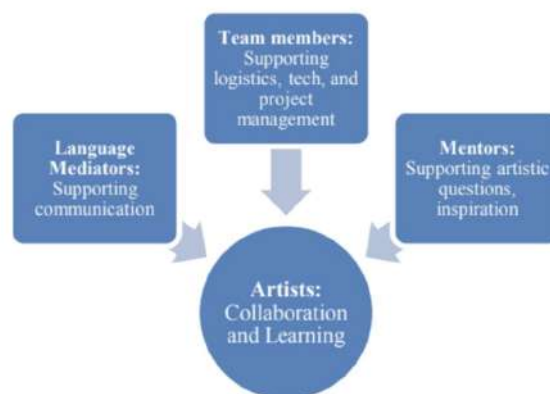 Team members:
Supporting
logistics, tech, and
project
management
Language
Mediators:
Supporting
communication
Mentors:
Supporting artistic
questions,
inspiration
Artists:
Collaboration
and Learning